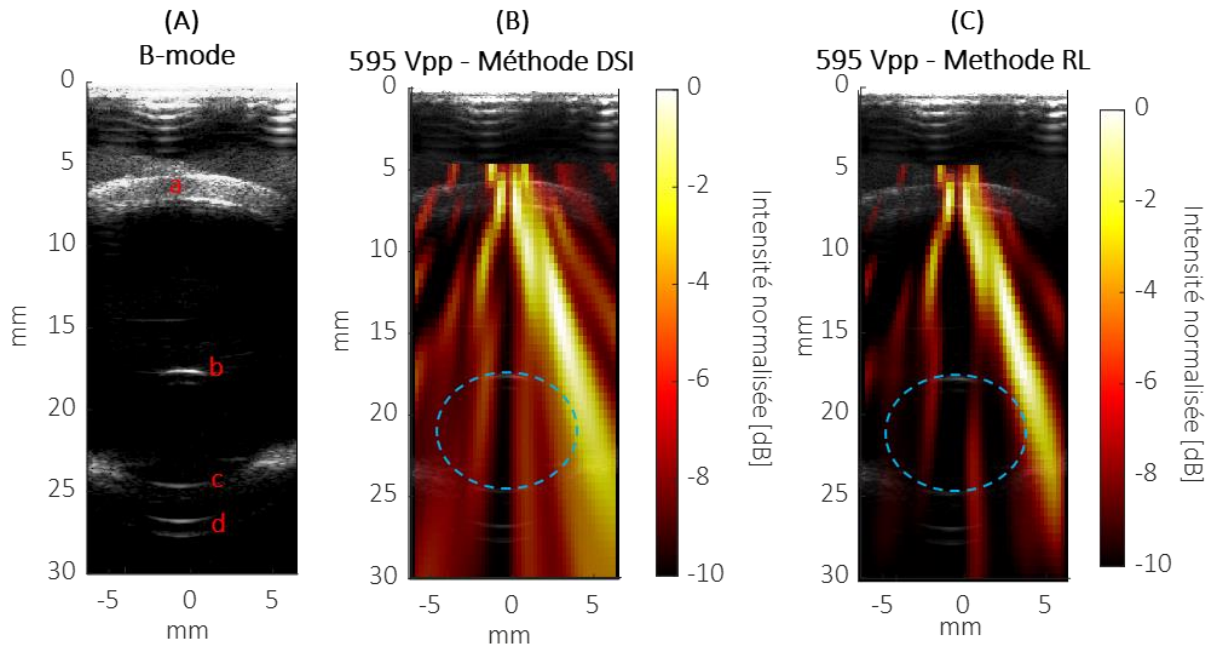 (A)
B-mode
0
5
10
15
20
25
30
mm
-5
0
5
mm
a
b
c
d
(B)
595 Vpp - Méthode DSI
0
5
10
15
20
25
30
mm
-5
0
5
mm
0
-2
-4
-6
-8
-10
Intensité normalisée [dB]
(C)
595 Vpp - Methode RL
0
5
10
15
20
25
30
mm
-5
0
5
mm
0
-2
-4
-6
-8
-10
Intensité normalisée [dB]